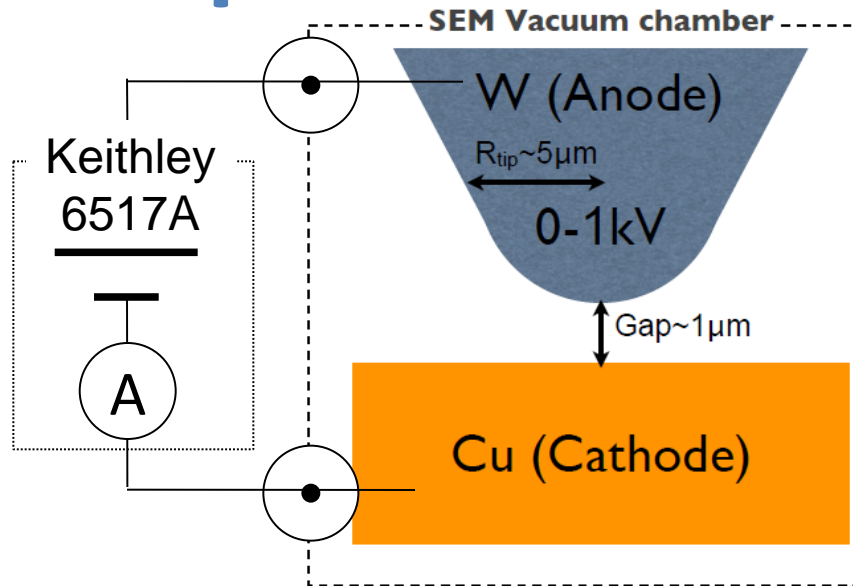 SEM Vacuum chamber
W (Anode)
Keithley
6517A
Rtip~5μm
0-1kV
Gap~1μm
A
Cu (Cathode)